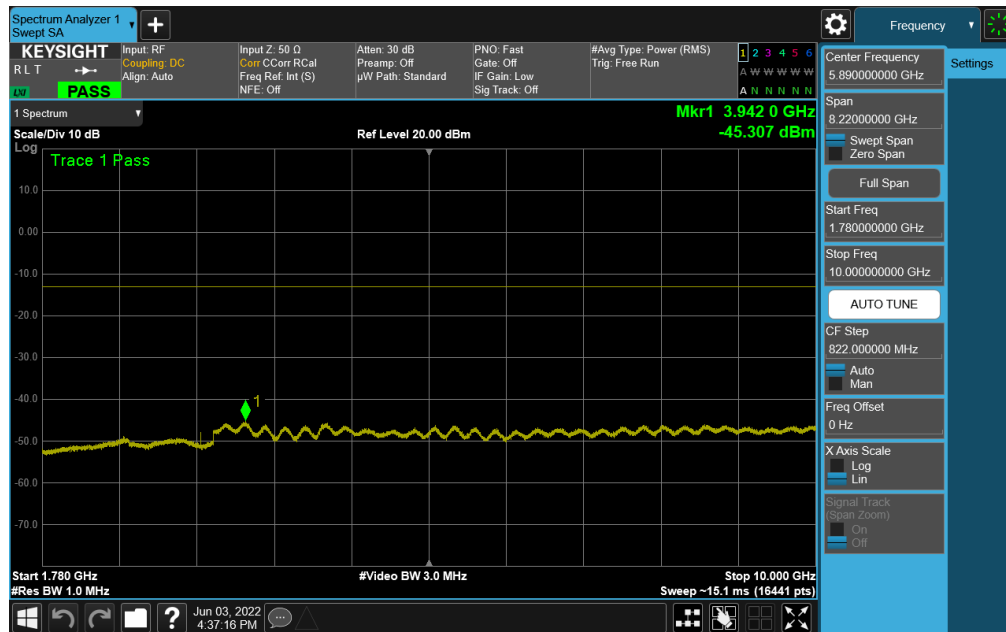 Spectrum Analyzer 1
Swept SA
Frequency
KEYSIGHT
R L T
LXI
PASS
Input: RF
Coupling: DC
Align: Auto
Input Z: 50 Ω
Corr CCorr RCal
Freq Ref: Int (S)
NFE: Off
Atten: 30 dB
Preamp: Off
µW Path: Standard
PNO: Fast
Gate: Off
IF Gain: Low
Sig Track: Off
#Avg Type: Power (RMS)
Trig: Free Run
1 2 3 4 5 6
A W W W W W
A N N N N N
1 Spectrum
Mkr1 3.942 0 GHz
-45.307 dBm
Scale/Div 10 dB
Ref Level 20.00 dBm
Log
Trace 1 Pass
10.0
0.00
-10.0
-20.0
-30.0
-40.0
-50.0
-60.0
-70.0
1
Start 1.780 GHz
#Video BW 3.0 MHz
Stop 10.000 GHz
#Res BW 1.0 MHz
Sweep ~15.1 ms (16441 pts)
Center Frequency
5.890000000 GHz
Settings
Span
8.22000000 GHz
Swept Span
Zero Span
Full Span
Start Freq
1.780000000 GHz
Stop Freq
10.000000000 GHz
AUTO TUNE
CF Step
822.000000 MHz
Auto
Man
Freq Offset
0 Hz
X Axis Scale
Log
Lin
Signal Track
(Span Zoom)
On
Off
?
Jun 03, 2022
4:37:16 PM